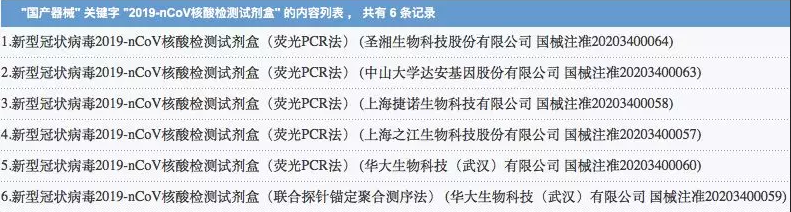 "国产器械" 关键字 "2019-nCoV核酸检测试剂盒" 的内容列表， 共有 6 条记录
1.新型冠状病毒2019-nCoV核酸检测试剂盒（荧光PCR法） (圣湘生物科技股份有限公司 国械注准20203400064)
2.新型冠状病毒2019-nCoV核酸检测试剂盒（荧光PCR法） (中山大学达安基因股份有限公司 国械注准20203400063)
3.新型冠状病毒2019-nCoV核酸检测试剂盒（荧光PCR法） (上海捷诺生物科技有限公司 国械注准20203400058)
4.新型冠状病毒2019-nCoV核酸检测试剂盒（荧光PCR法） (上海之江生物科技股份有限公司 国械注准20203400057)
5.新型冠状病毒2019-nCoV核酸检测试剂盒（荧光PCR法） (华大生物科技（武汉）有限公司 国械注准20203400060)
6.新型冠状病毒2019-nCoV核酸检测试剂盒（联合探针锚定聚合测序法） (华大生物科技（武汉）有限公司 国械注准20203400059)